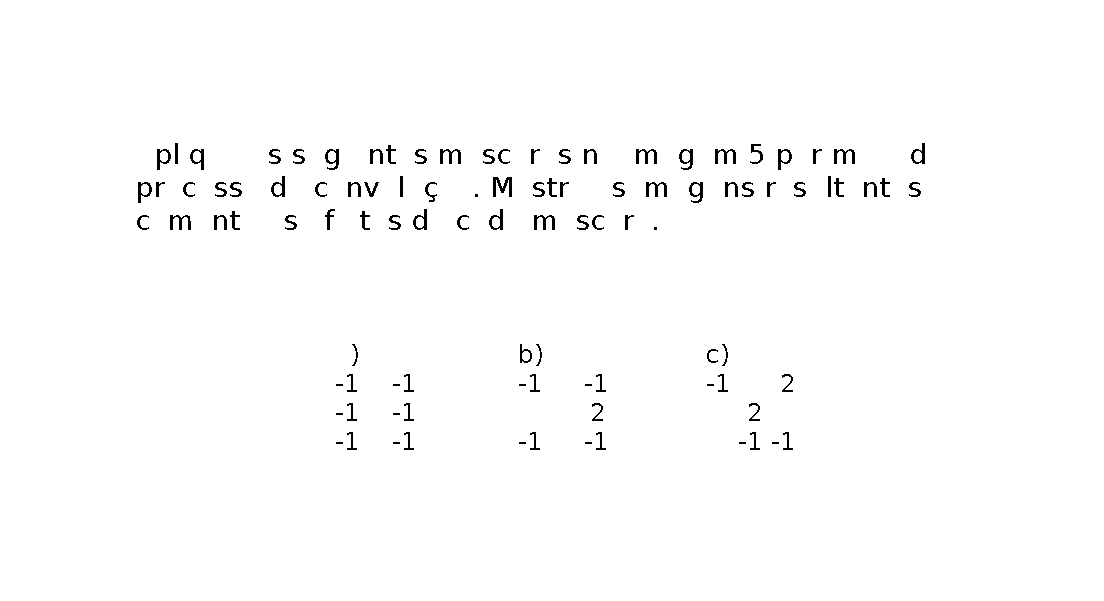 pl q s s g nt s m sc r s n m g m 5 p r m d
pr c ss d c nv l ç . M str s m g ns r s lt nt s
c m nt s f t s d c d m sc r .
) b) c)
-1 -1 -1 -1 -1 2
-1 -1 2 2
-1 -1 -1 -1 -1 -1